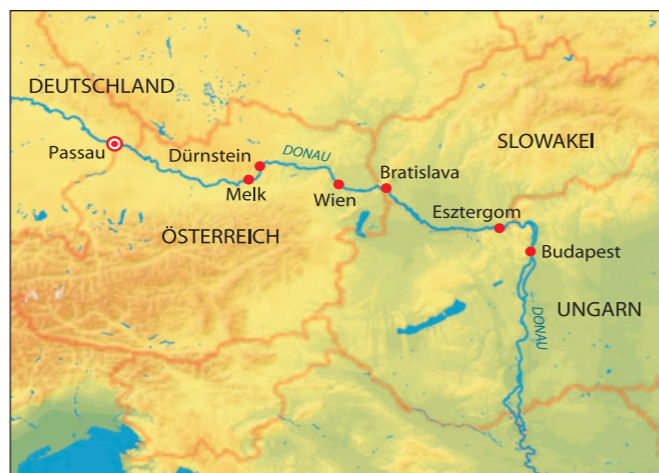 DEUTSCHLAND
SLOWAKEI
Passau
Dürnstein
DONAU
Melk
Wien
Bratislava
Esztergom
ÖSTERREICH
Budapest
UNGARN
DONAU